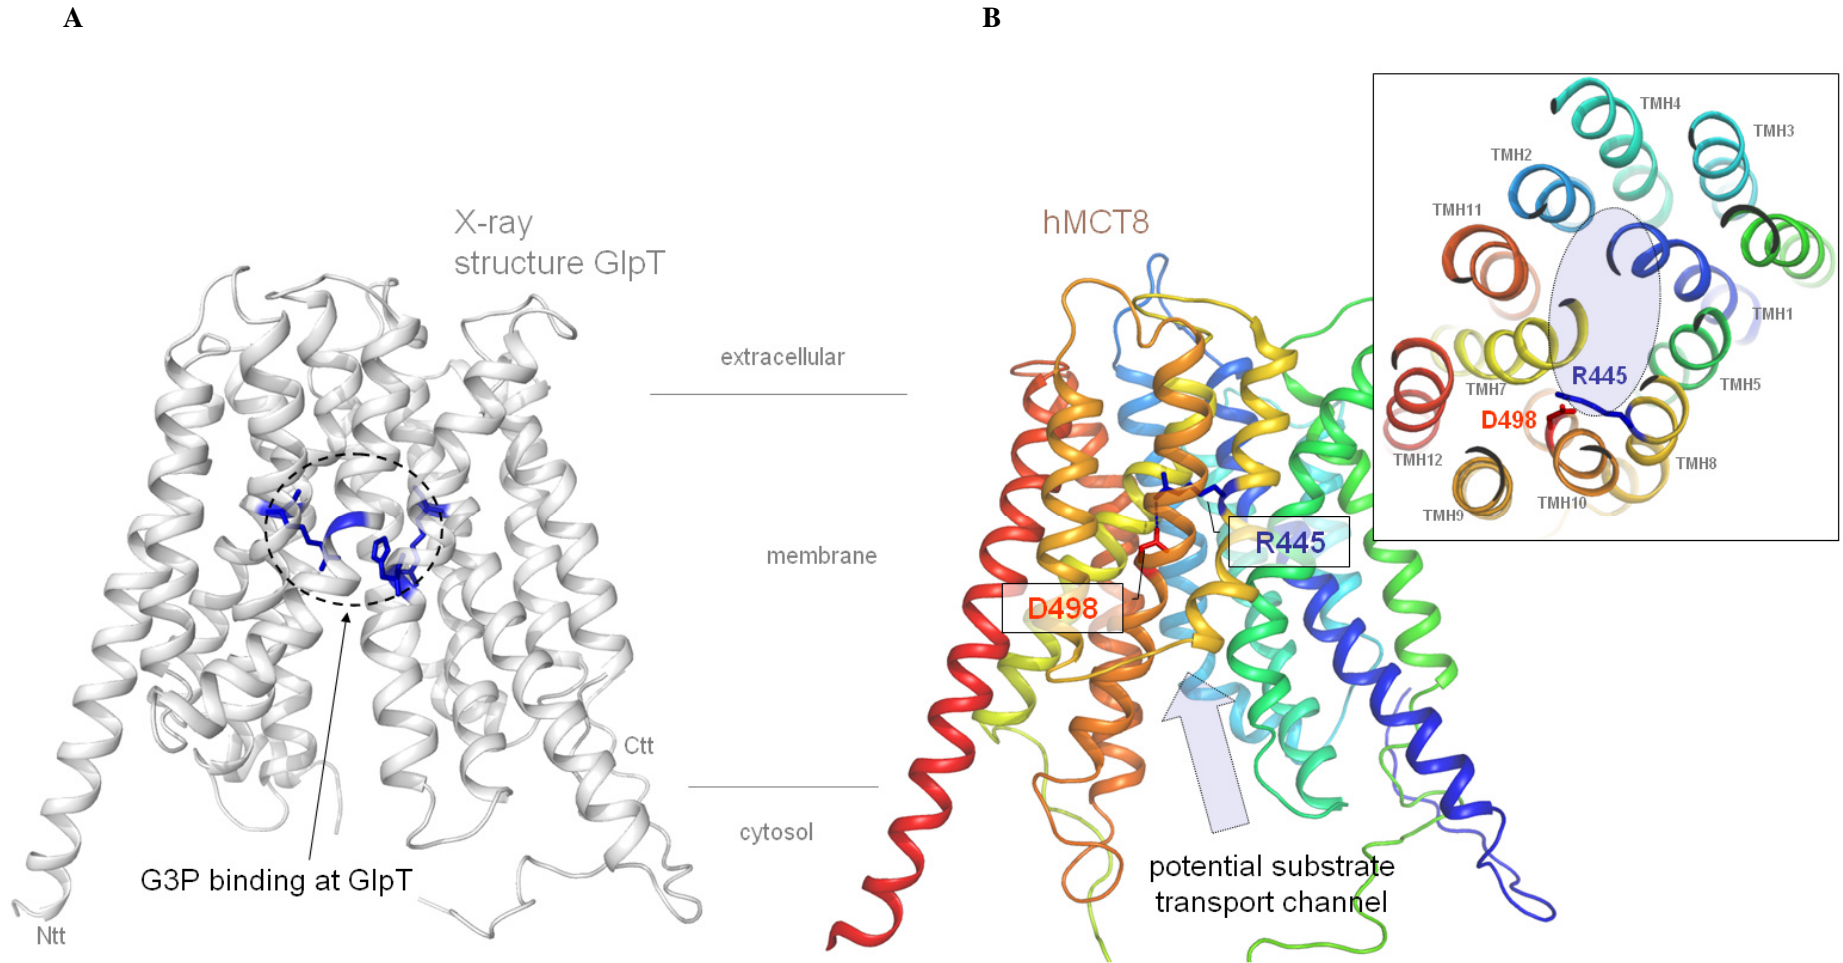 A
X-ray
structure GlpT
extracellular
membrane
cytosol
Ctt
G3P binding at GlpT
Ntt
B
hMCT8
R445
D498
potential substrate
transport channel
TMH4
TMH3
TMH2
TMH11
TMH1
R445
TMH7
TMH5
D498
TMH12
TMH8
TMH10
TMH9